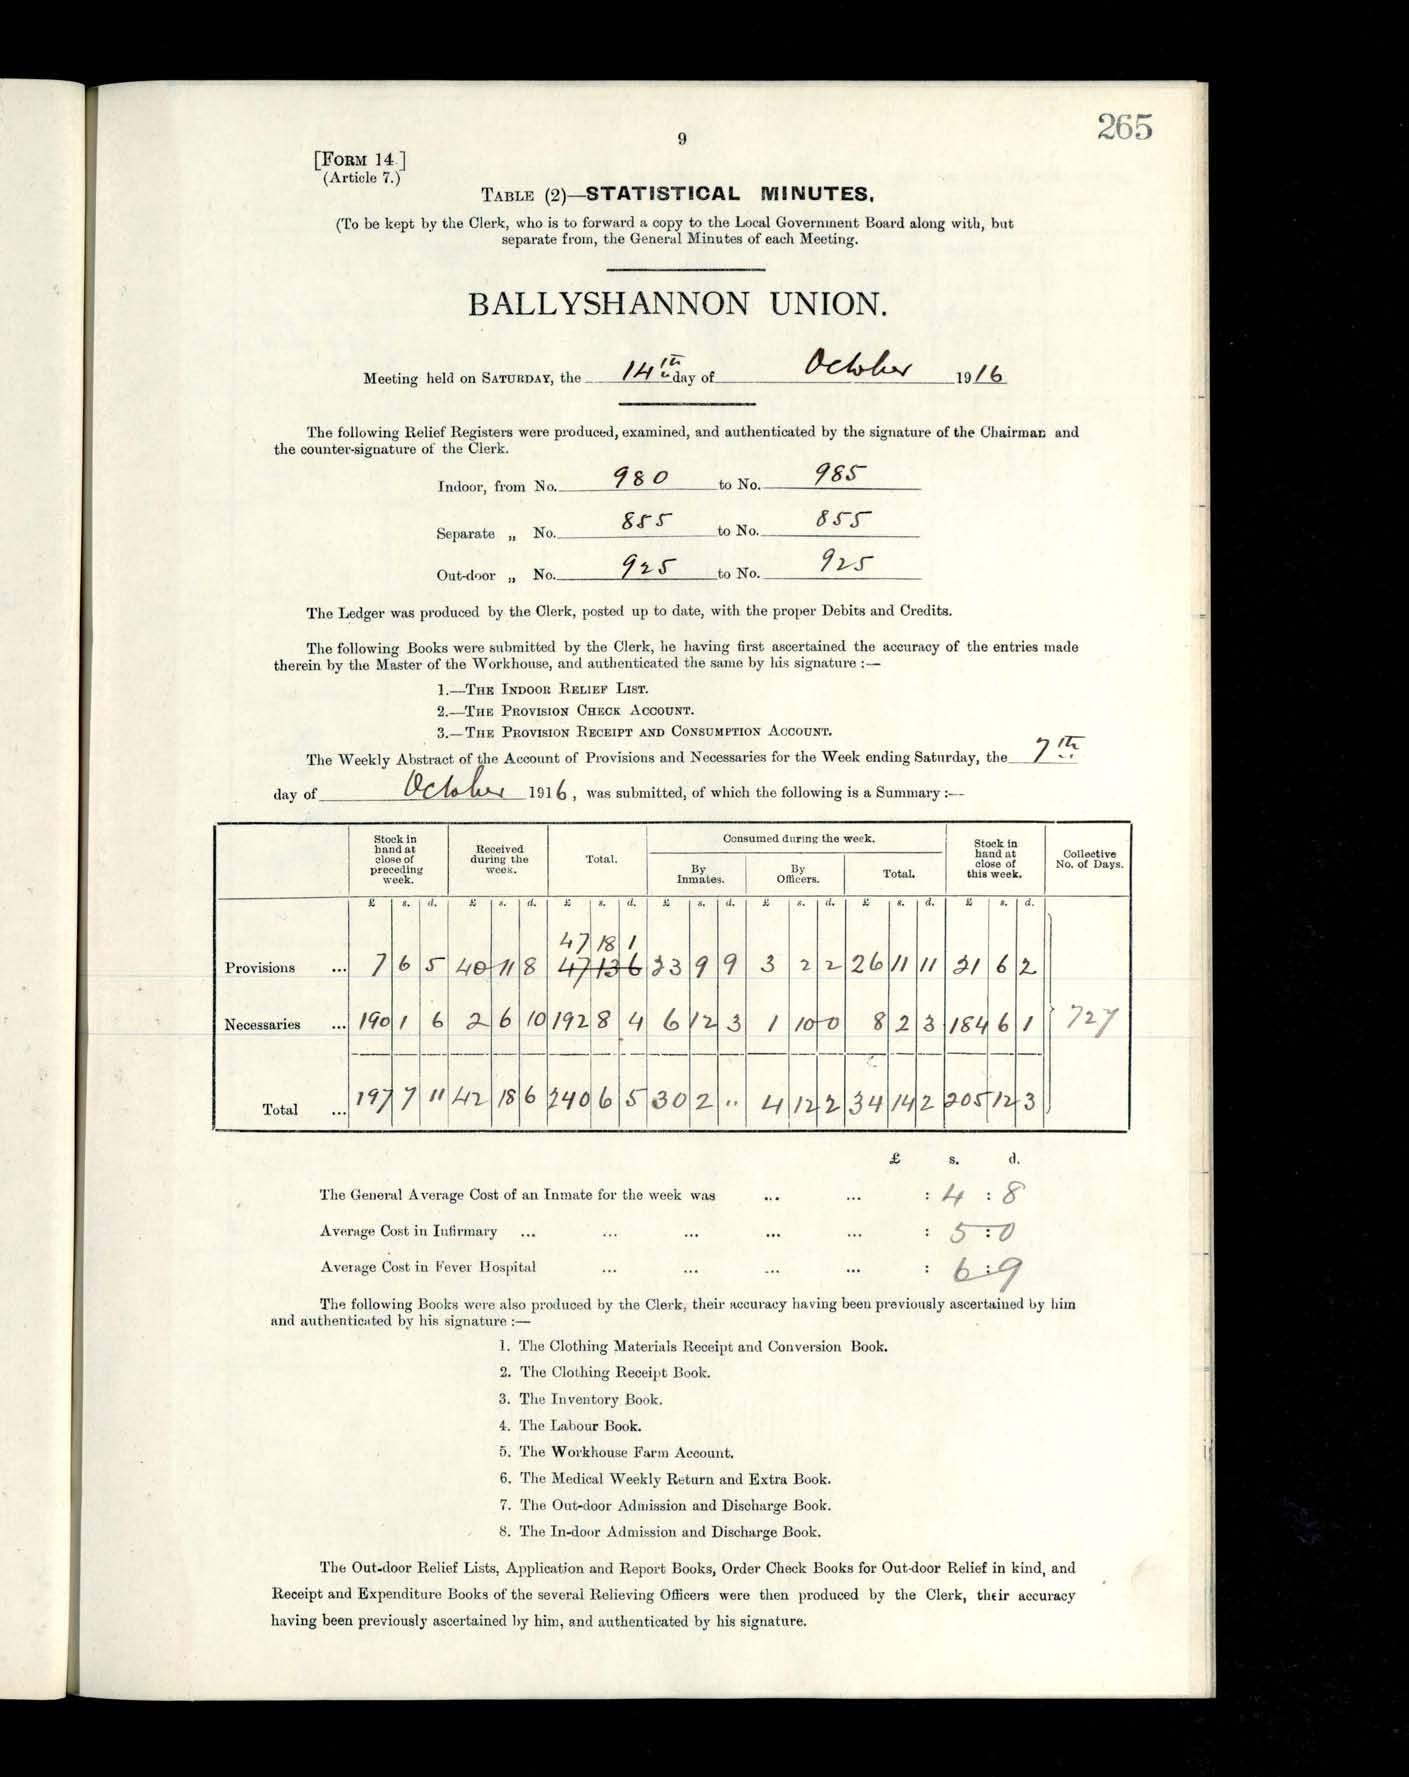 265
9
[FORM 14.]
(Article 7.)
TABLE (2)—STATISTICAL MINUTES.
(To be kept by the Clerk, who is to forward a copy to the Local Government Board along with, but
separate from, the General Minutes of each Meeting.
BALLYSHANNON UNION.
Meeting held on SATURDAY, the 14th day of October 1916
The following Relief Registers were produced, examined, and authenticated by the signature of the Chairman and
the counter-signature of the Clerk.
Indoor, from No. 980 to No. 985
Separate „ No. 855 to No. 855
Out-door „ No. 925 to No. 925
The Ledger was produced by the Clerk, posted up to date, with the proper Debits and Credits.
The following Books were submitted by the Clerk, he having first ascertained the accuracy of the entries made
therein by the Master of the Workhouse, and authenticated the same by his signature :—
1.—THE INDOOR RELIEF LIST.
2.—THE PROVISION CHECK ACCOUNT.
3.—THE PROVISION RECEIPT AND CONSUMPTION ACCOUNT.
The Weekly Abstract of the Account of Provisions and Necessaries for the Week ending Saturday, the 7th
day of October 1916, was submitted, of which the following is a Summary :—
Stock in hand at close of preceding week. Received during the week. Total. Consumed during the week. Stock in hand at close of this week. Collective No. of Days.
By Inmates. By Officers. Total.
£ s. d. £ s. d. £ s. d. £ s. d. £ s. d. £ s. d. £ s. d.
47 18 1
Provisions ... 7 6 5 40 11 8 47 13 6 23 9 9 3 2 2 26 11 11 21 6 2
Necessaries ... 190 1 6 2 6 10 192 8 4 6 12 3 1 10 0 8 2 3 184 6 1 727
Total ... 197 7 11 42 18 6 240 6 5 30 2 " 4 12 2 34 14 2 205 12 3
£ s. d.
The General Average Cost of an Inmate for the week was ... ... : 4 : 8
Average Cost in Infirmary ... ... ... ... ... : 5 : 0
Average Cost in Fever Hospital ... ... ... ... : 6 : 9
The following Books were also produced by the Clerk, their accuracy having been previously ascertained by him
and authenticated by his signature :—
1. The Clothing Materials Receipt and Conversion Book.
2. The Clothing Receipt Book.
3. The Inventory Book.
4. The Labour Book.
5. The Workhouse Farm Account.
6. The Medical Weekly Return and Extra Book.
7. The Out-door Admission and Discharge Book.
8. The In-door Admission and Discharge Book.
The Out-door Relief Lists, Application and Report Books, Order Check Books for Out-door Relief in kind, and
Receipt and Expenditure Books of the several Relieving Officers were then produced by the Clerk, their accuracy
having been previously ascertained by him, and authenticated by his signature.